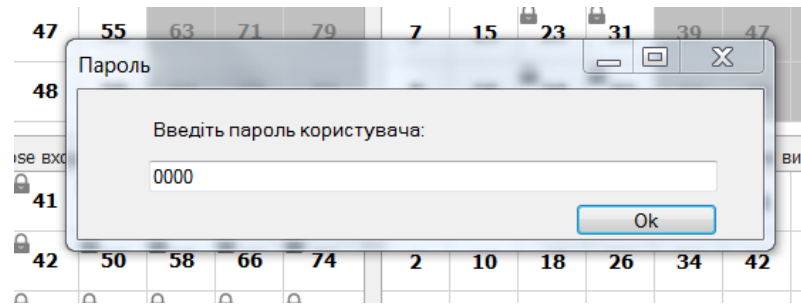 47 55 63 71 79 7 15 23 31 39 47
Пароль
48
Введіть пароль користувача:
ose вхо
ви
0000
41
Ok
42 50 58 66 74 2 10 18 26 34 42